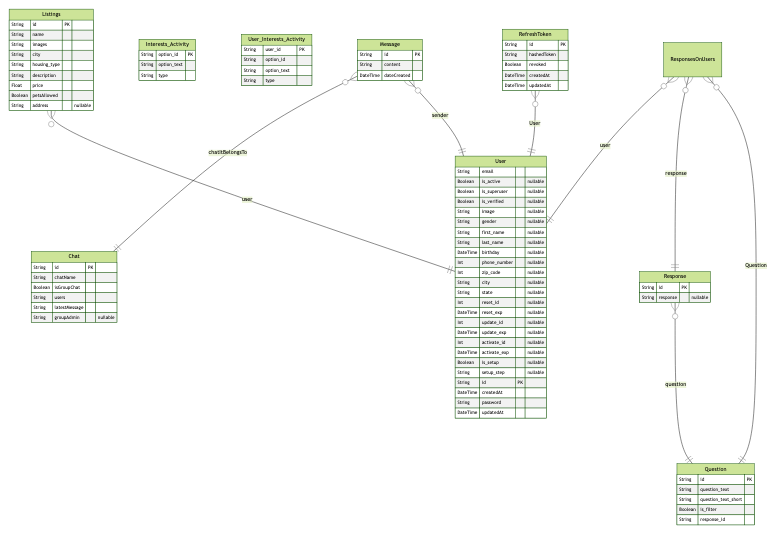 Listings
String id PK
String name
String images
String city
String housing_type
String description
Float price
Boolean petsAllowed
String address nullable
Interests_Activity
String option_id PK
String option_text
String type
User_Interests_Activity
String user_id PK
String option_id
String option_text
String type
Message
String id PK
String content
DateTime dateCreated
RefreshToken
String id PK
String hashedToken
Boolean revoked
DateTime createdAt
DateTime updatedAt
ResponsesOnUsers
sender
User
chatitBelongsTo
user
response
user
Question
User
String email
Boolean is_active nullable
Boolean is_superuser nullable
Boolean is_verified nullable
String image nullable
String gender nullable
String first_name nullable
String last_name nullable
DateTime birthday nullable
Int phone_number nullable
Int zip_code nullable
String city nullable
String state nullable
Int reset_id nullable
DateTime reset_exp nullable
Int update_id nullable
DateTime update_exp nullable
Int activate_id nullable
DateTime activate_exp nullable
Boolean is_setup nullable
String setup_step nullable
String id PK
DateTime createdAt
String password
DateTime updatedAt
Chat
String id PK
String chatName
Boolean isGroupChat
String users
String latestMessage
String groupAdmin nullable
Response
String id PK
String response nullable
question
Question
String id PK
String question_text
String question_text_short
Boolean is_filter
String response_id